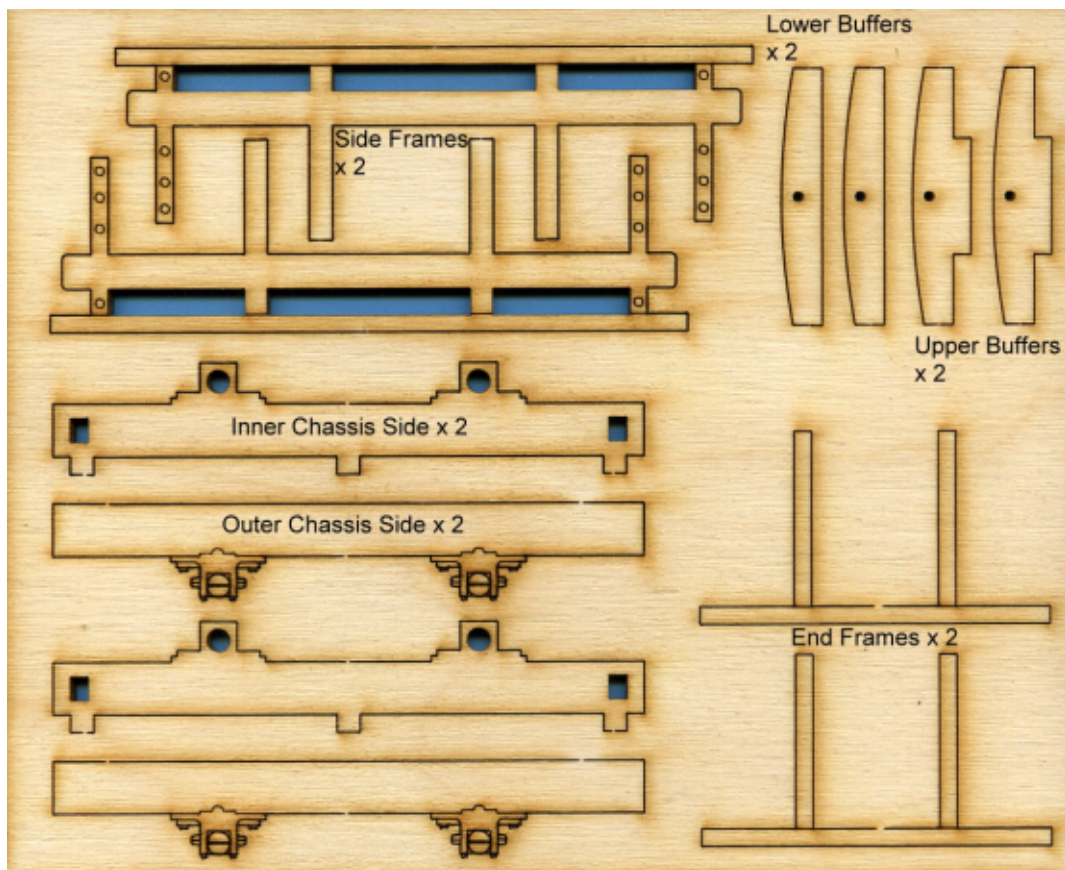 Lower Buffers
x 2
Side Frames
x 2
Upper Buffers
x 2
Inner Chassis Side x 2
Outer Chassis Side x 2
End Frames x 2